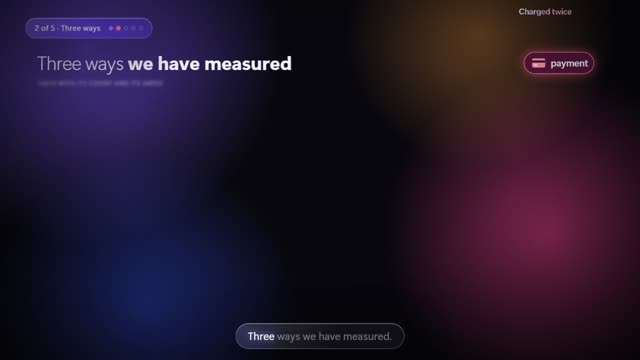 Charged twice
2 of 5 · Three ways
Three ways we have measured
payment
Three ways we have measured.